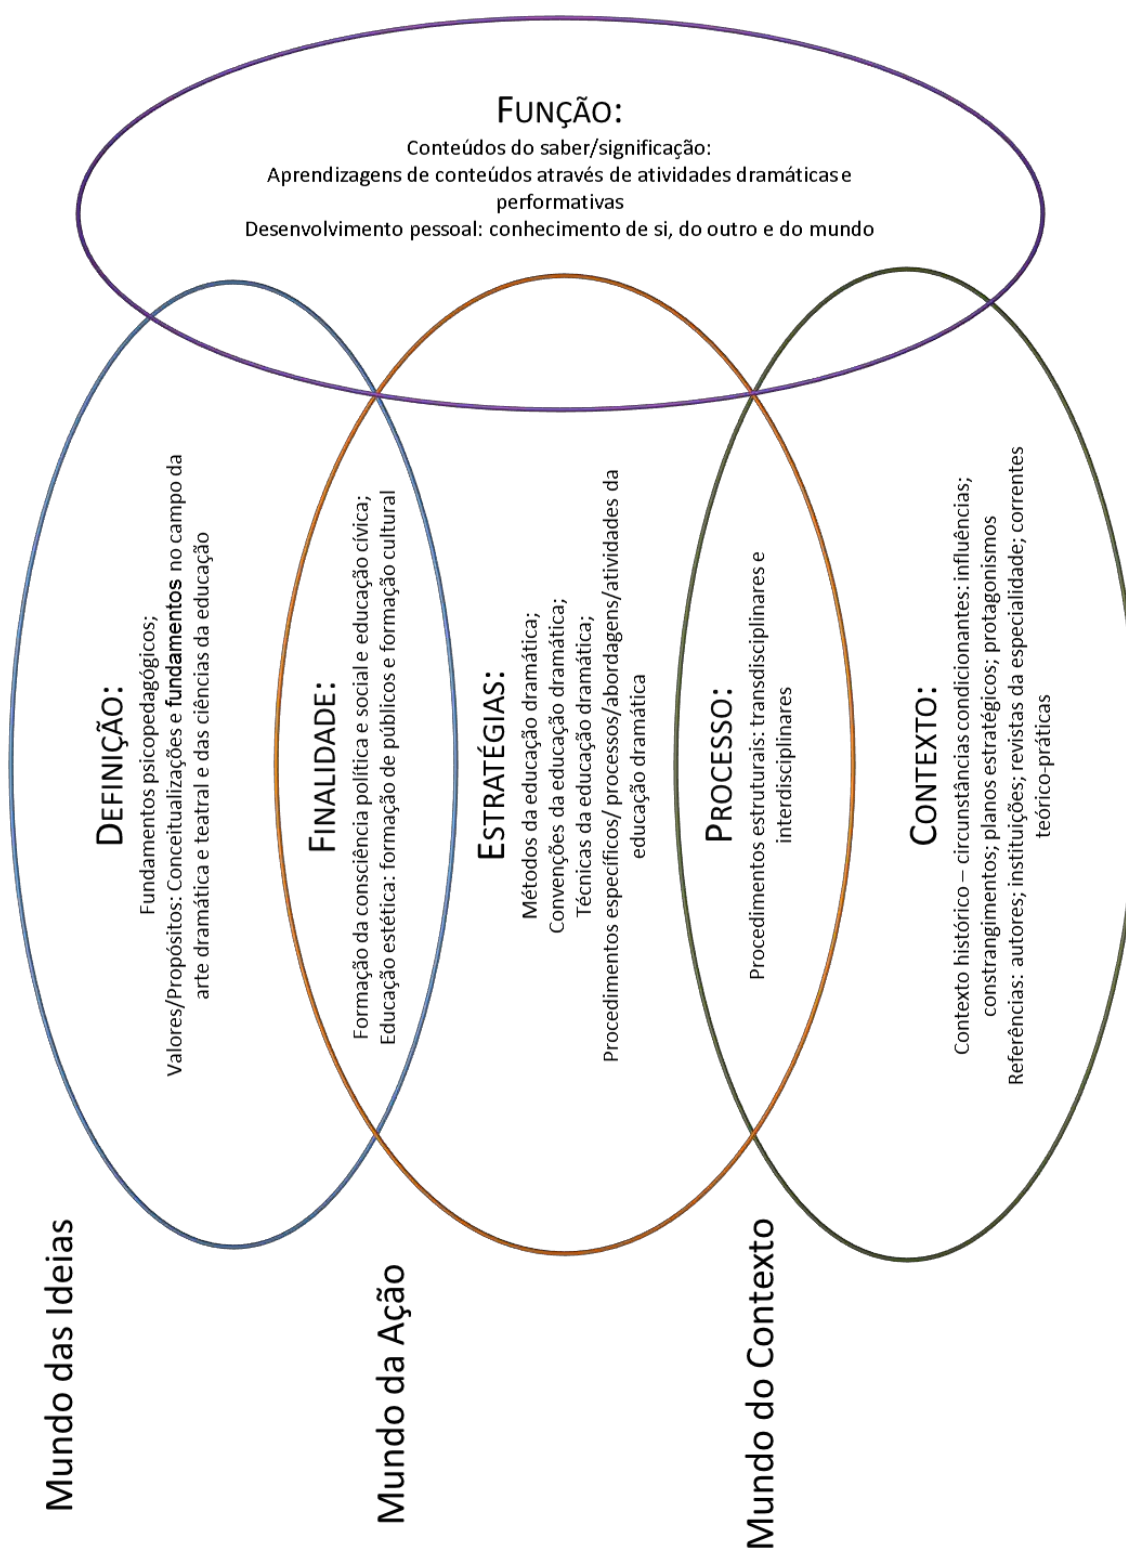 FUNÇÃO:
Conteúdos do saber/significação:
Aprendizagens de conteúdos através de atividades dramáticas e
performativas
Desenvolvimento pessoal: conhecimento de si, do outro e do mundo
Mundo das Ideias
DEFINIÇÃO:
Fundamentos psicopedagógicos;
Valores/Propósitos: Conceitualizações e fundamentos no campo da
arte dramática e teatral e das ciências da educação
FINALIDADE:
Formação da consciência política e social e educação cívica;
Educação estética: formação de públicos e formação cultural
Mundo da Ação
ESTRATÉGIAS:
Métodos da educação dramática;
Convenções da educação dramática;
Técnicas da educação dramática;
Procedimentos específicos/ processos/abordagens/atividades da
educação dramática
PROCESSO:
Procedimentos estruturais: transdisciplinares e
interdisciplinares
Mundo do Contexto
CONTEXTO:
Contexto histórico – circunstâncias condicionantes: influências;
constrangimentos; planos estratégicos; protagonismos
Referências: autores; instituições; revistas da especialidade; correntes
teórico-práticas